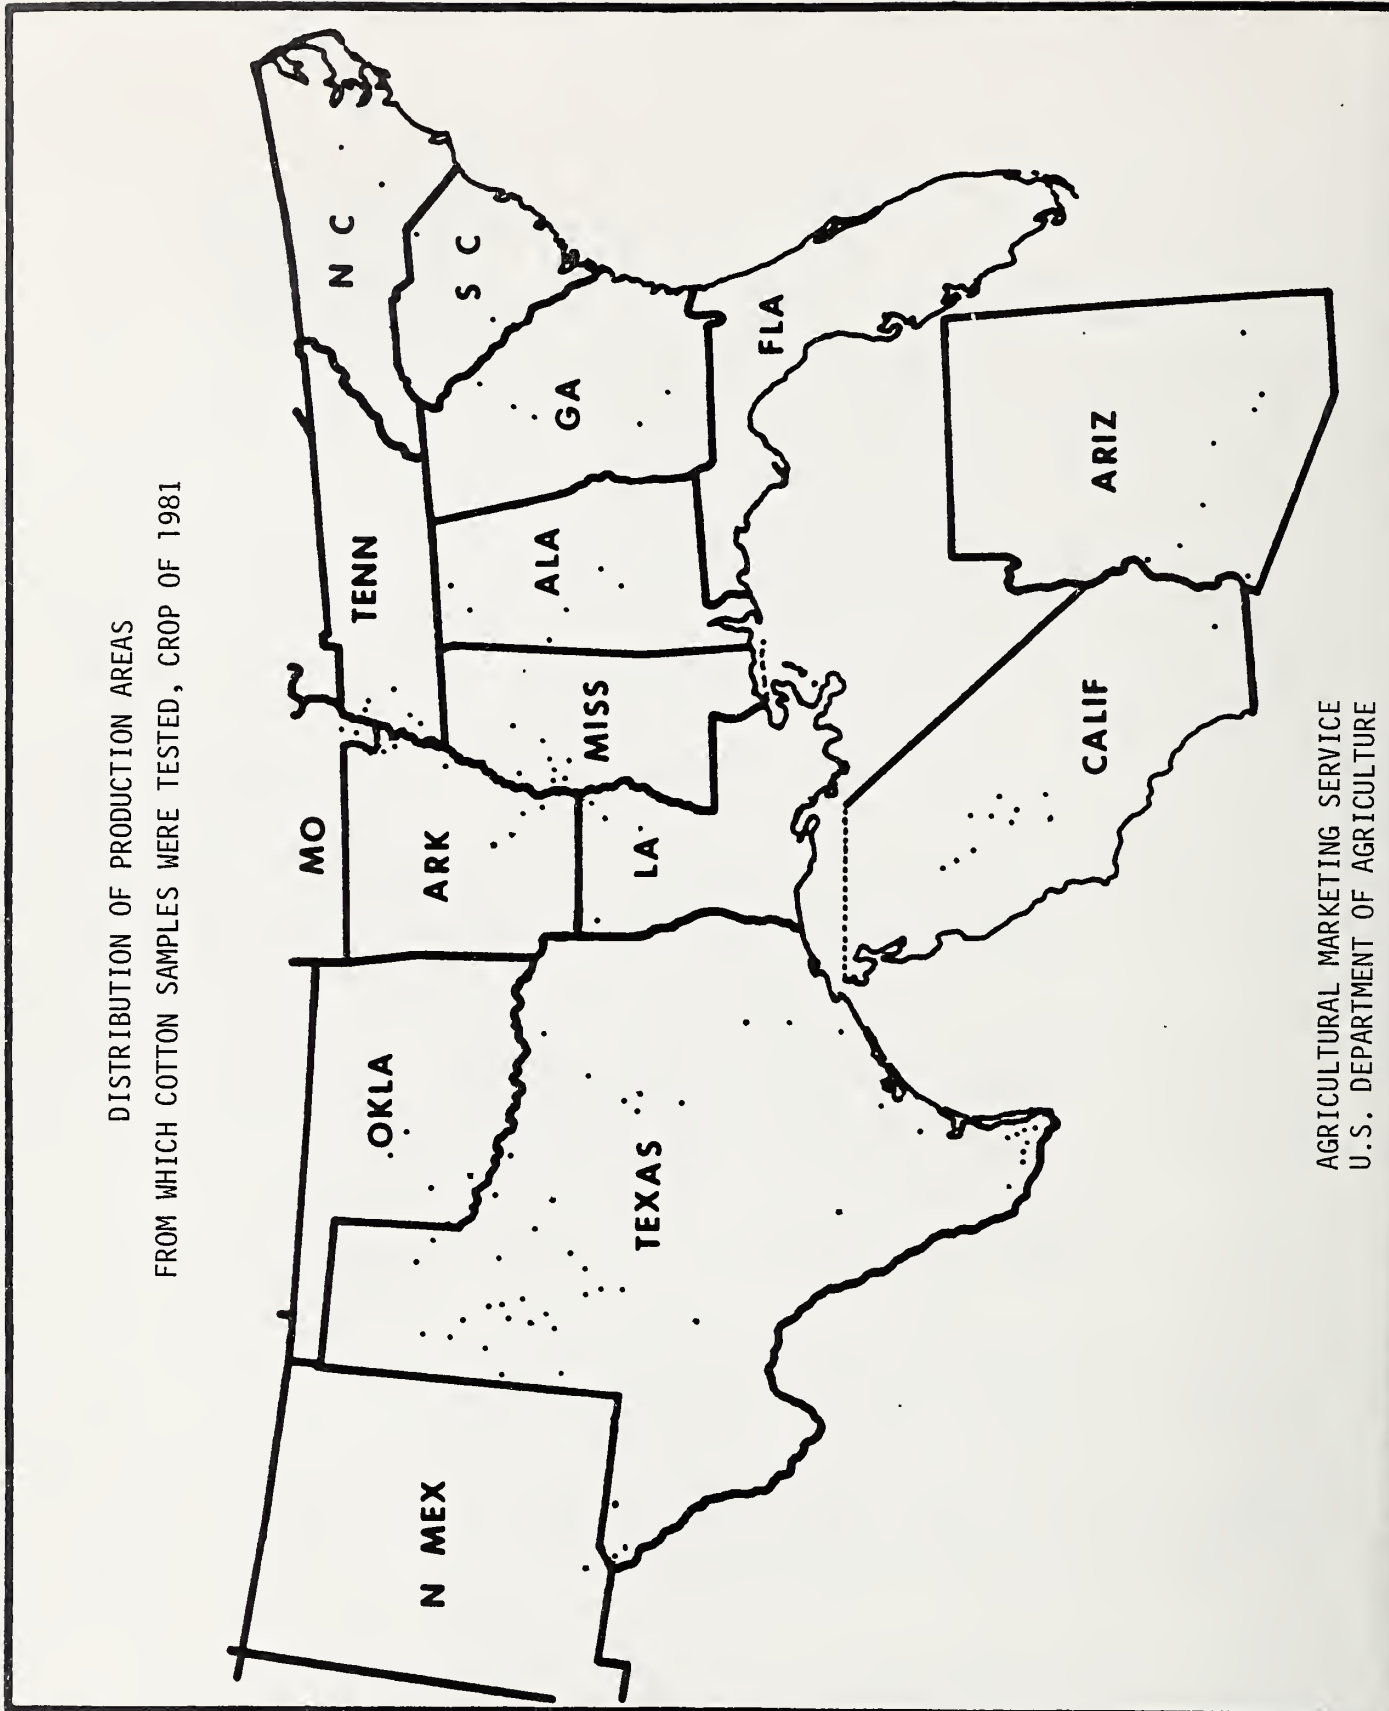 DISTRIBUTION OF PRODUCTION AREAS
FROM WHICH COTTON SAMPLES WERE TESTED, CROP OF 1981
N MEX
OKLA
TEXAS
MO
ARK
LA
TENN
MISS
ALA
GA
N C
S C
FLA
CALIF
ARIZ
AGRICULTURAL MARKETING SERVICE
U.S. DEPARTMENT OF AGRICULTURE